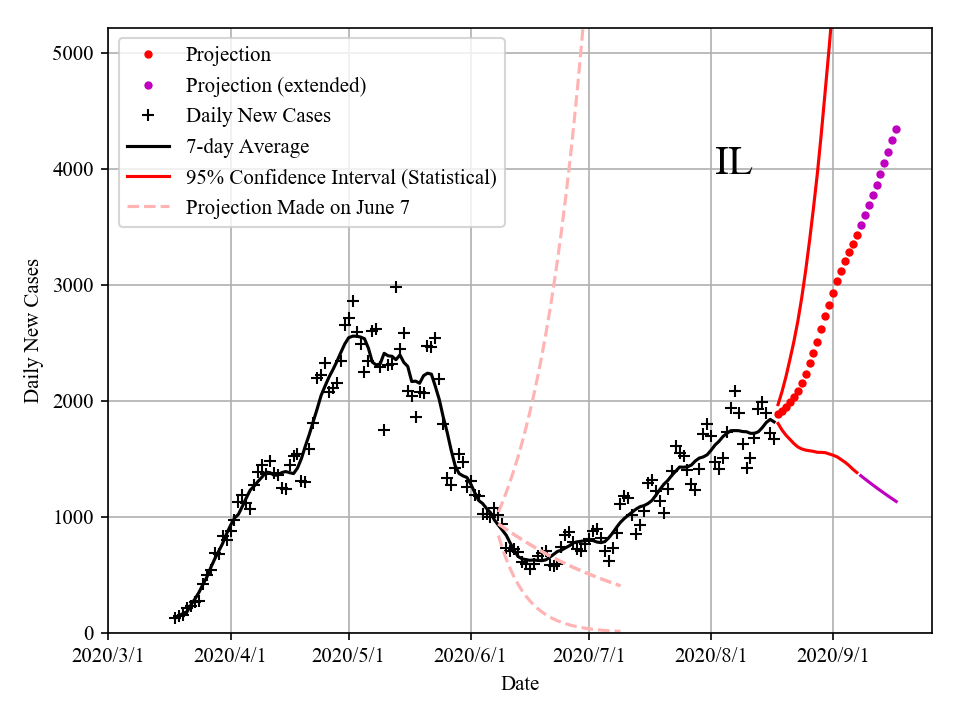 5000
4000
3000
2000
1000
0
Daily New Cases
Projection
Projection (extended)
Daily New Cases
7-day Average
95% Confidence Interval (Statistical)
Projection Made on June 7
IL
2020/3/1 2020/4/1 2020/5/1 2020/6/1 2020/7/1 2020/8/1 2020/9/1
Date